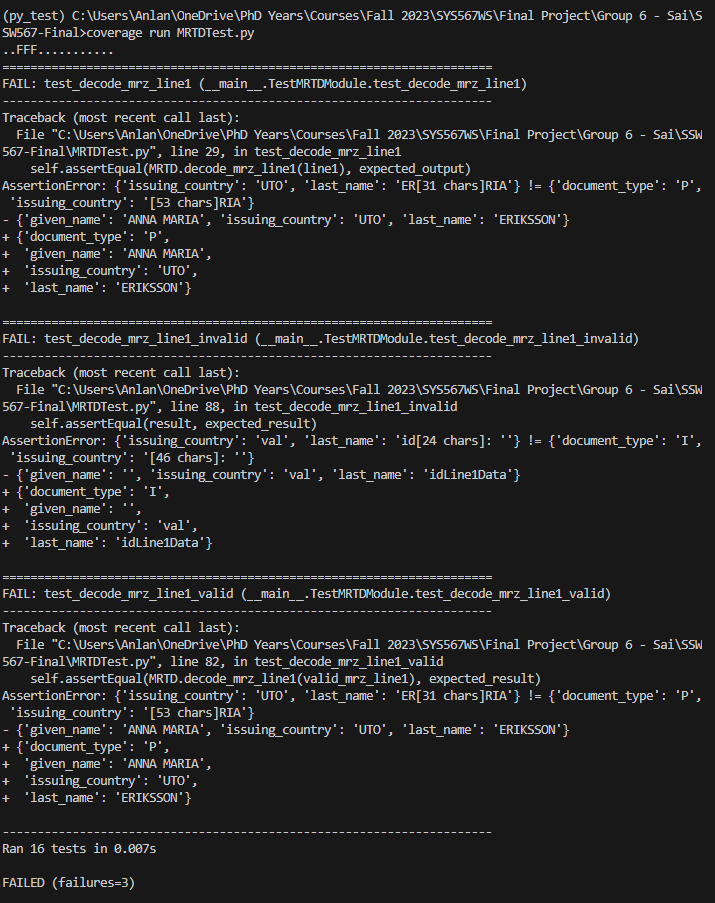 (py_test) C:\Users\Anlan\OneDrive\PhD Years\Courses\Fall 2023\SYS567WS\Final Project\Group 6 - Sai\S
SW567-Final>coverage run MRTDTest.py
..FFF...........
======================================================================
FAIL: test_decode_mrz_line1 (__main__.TestMRTDModule.test_decode_mrz_line1)
----------------------------------------------------------------------
Traceback (most recent call last):
  File "C:\Users\Anlan\OneDrive\PhD Years\Courses\Fall 2023\SYS567WS\Final Project\Group 6 - Sai\SSW
567-Final\MRTDTest.py", line 29, in test_decode_mrz_line1
    self.assertEqual(MRTD.decode_mrz_line1(line1), expected_output)
AssertionError: {'issuing_country': 'UTO', 'last_name': 'ER[31 chars]RIA'} != {'document_type': 'P',
 'issuing_country': '[53 chars]RIA'}
- {'given_name': 'ANNA MARIA', 'issuing_country': 'UTO', 'last_name': 'ERIKSSON'}
+ {'document_type': 'P',
+  'given_name': 'ANNA MARIA',
+  'issuing_country': 'UTO',
+  'last_name': 'ERIKSSON'}

======================================================================
FAIL: test_decode_mrz_line1_invalid (__main__.TestMRTDModule.test_decode_mrz_line1_invalid)
----------------------------------------------------------------------
Traceback (most recent call last):
  File "C:\Users\Anlan\OneDrive\PhD Years\Courses\Fall 2023\SYS567WS\Final Project\Group 6 - Sai\SSW
567-Final\MRTDTest.py", line 88, in test_decode_mrz_line1_invalid
    self.assertEqual(result, expected_result)
AssertionError: {'issuing_country': 'val', 'last_name': 'id[24 chars]: ''} != {'document_type': 'I',
 'issuing_country': '[46 chars]: ''}
- {'given_name': '', 'issuing_country': 'val', 'last_name': 'idLine1Data'}
+ {'document_type': 'I',
+  'given_name': '',
+  'issuing_country': 'val',
+  'last_name': 'idLine1Data'}

======================================================================
FAIL: test_decode_mrz_line1_valid (__main__.TestMRTDModule.test_decode_mrz_line1_valid)
----------------------------------------------------------------------
Traceback (most recent call last):
  File "C:\Users\Anlan\OneDrive\PhD Years\Courses\Fall 2023\SYS567WS\Final Project\Group 6 - Sai\SSW
567-Final\MRTDTest.py", line 82, in test_decode_mrz_line1_valid
    self.assertEqual(MRTD.decode_mrz_line1(valid_mrz_line1), expected_result)
AssertionError: {'issuing_country': 'UTO', 'last_name': 'ER[31 chars]RIA'} != {'document_type': 'P',
 'issuing_country': '[53 chars]RIA'}
- {'given_name': 'ANNA MARIA', 'issuing_country': 'UTO', 'last_name': 'ERIKSSON'}
+ {'document_type': 'P',
+  'given_name': 'ANNA MARIA',
+  'issuing_country': 'UTO',
+  'last_name': 'ERIKSSON'}

----------------------------------------------------------------------
Ran 16 tests in 0.007s

FAILED (failures=3)